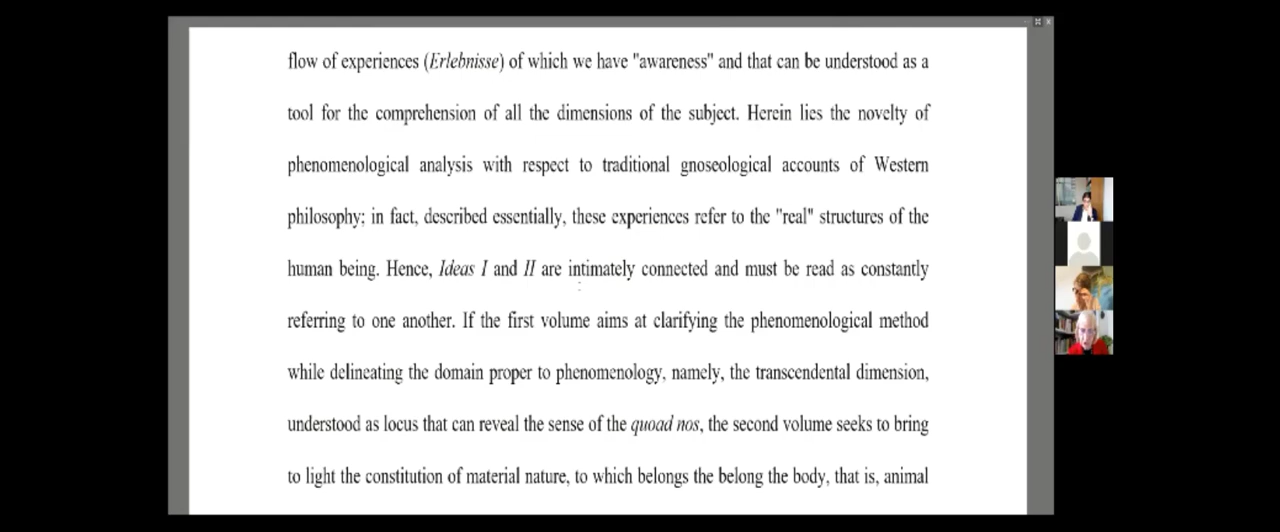 flow of experiences (Erlebnisse) of which we have "awareness" and that can be understood as a
tool for the comprehension of all the dimensions of the subject. Herein lies the novelty of
phenomenological analysis with respect to traditional gnoseological accounts of Western
philosophy; in fact, described essentially, these experiences refer to the "real" structures of the
human being. Hence, Ideas I and II are intimately connected and must be read as constantly
referring to one another. If the first volume aims at clarifying the phenomenological method
while delineating the domain proper to phenomenology, namely, the transcendental dimension,
understood as locus that can reveal the sense of the quoad nos, the second volume seeks to bring
to light the constitution of material nature, to which belongs the belong the body, that is, animal